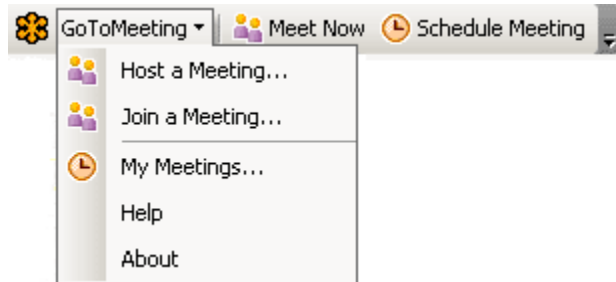 GoToMeeting Meet Now Schedule Meeting
Host a Meeting...
Join a Meeting...
My Meetings...
Help
About